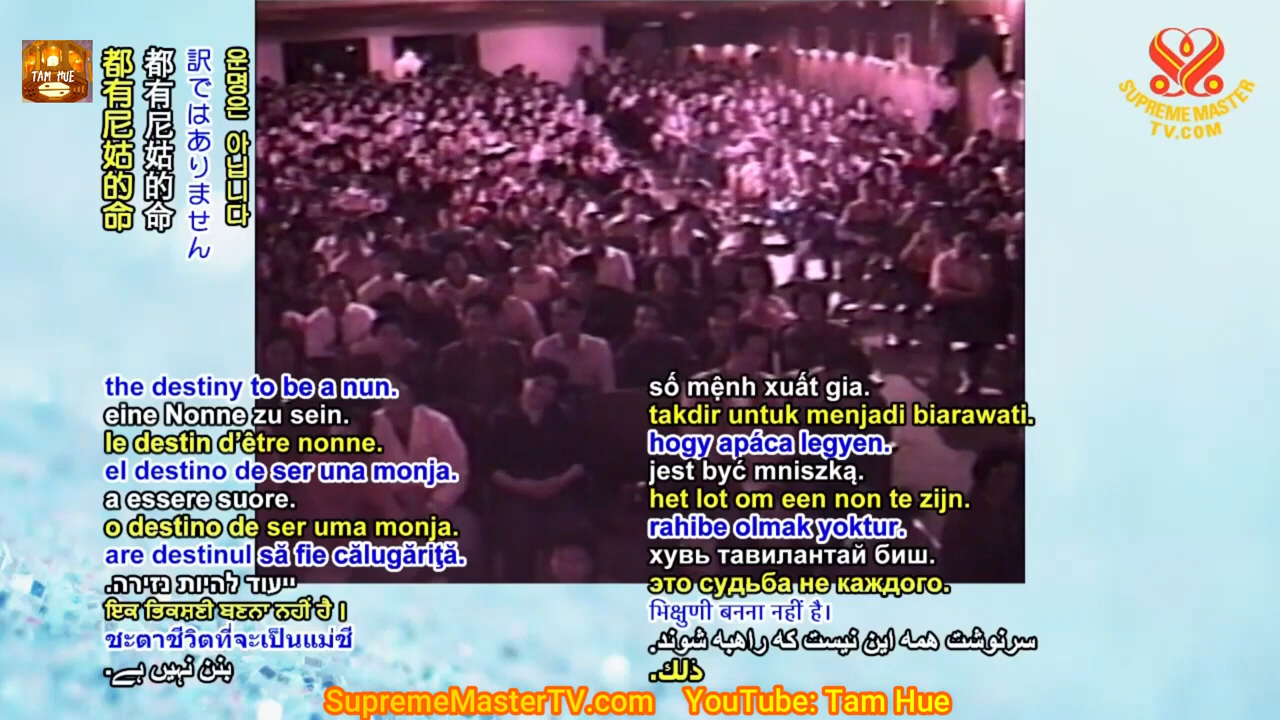 TAM HUE
都有尼姑的命
都有尼姑的命
訳ではありません
운명인 아닙니다
SUPREME MASTER
TV.COM
the destiny to be a nun.
eine Nonne zu sein.
le destin d'être nonne.
el destino de ser una monja.
a essere suore.
o destino de ser uma monja.
are destinul să fie călugăriţă.
ייעוד להיות נזירה.
ਇਕ ਭਿਕਸ਼ਣੀ ਬਣਨਾ ਨਹੀਂ ਹੈ।
ชะตาชีวิตที่จะเป็นแม่ชี
بنن نہیں ہے۔
số mệnh xuất gia.
takdir untuk menjadi biarawati.
hogy apáca legyen.
jest być mniszką.
het lot om een non te zijn.
rahibe olmak yoktur.
хувь тавилантай биш.
это судьба не каждого.
भिक्षुणी बनना नहीं है।
سرنوشت همه این نیست که راهبه شوند.
ذلك.
SupremeMasterTV.com YouTube: Tam Hue